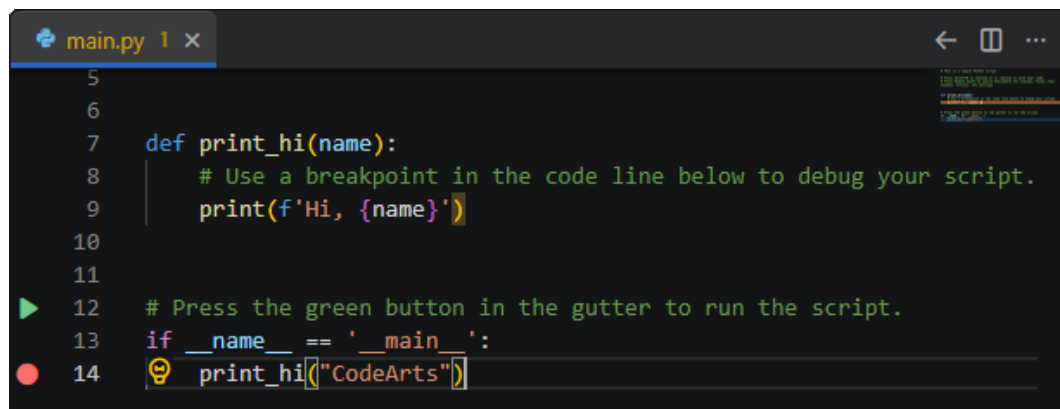 main.py 1
5
6
7 def print_hi(name):
8     # Use a breakpoint in the code line below to debug your script.
9     print(f'Hi, {name}')
10
11
12 # Press the green button in the gutter to run the script.
13 if __name__ == '__main__':
14     print_hi("CodeArts")